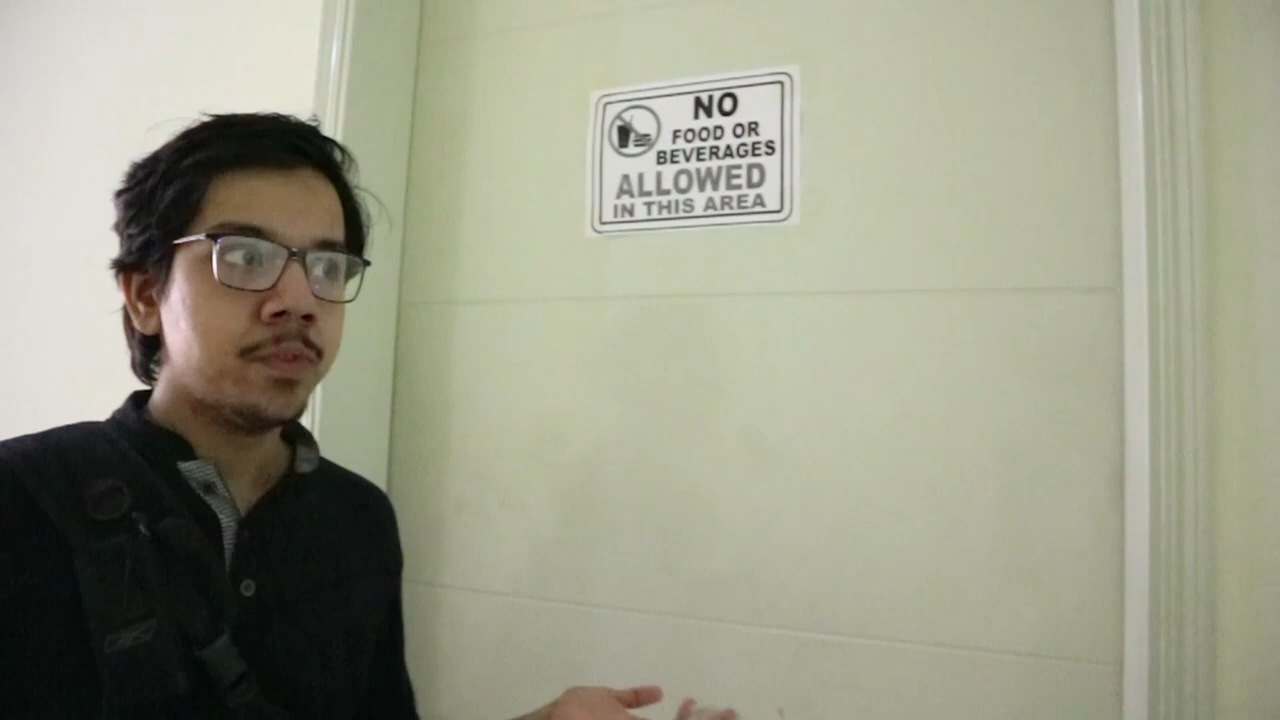 NO
FOOD OR
BEVERAGES
ALLOWED
IN THIS AREA